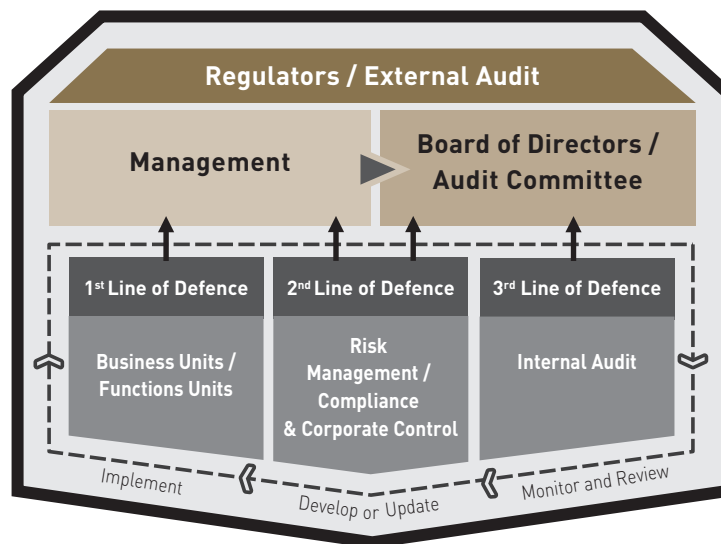 Regulators / External Audit
Management
Board of Directors /
Audit Committee
1st Line of Defence
2nd Line of Defence
3rd Line of Defence
Business Units /
Functions Units
Risk
Management /
Compliance
& Corporate Control
Internal Audit
Implement
Develop or Update
Monitor and Review